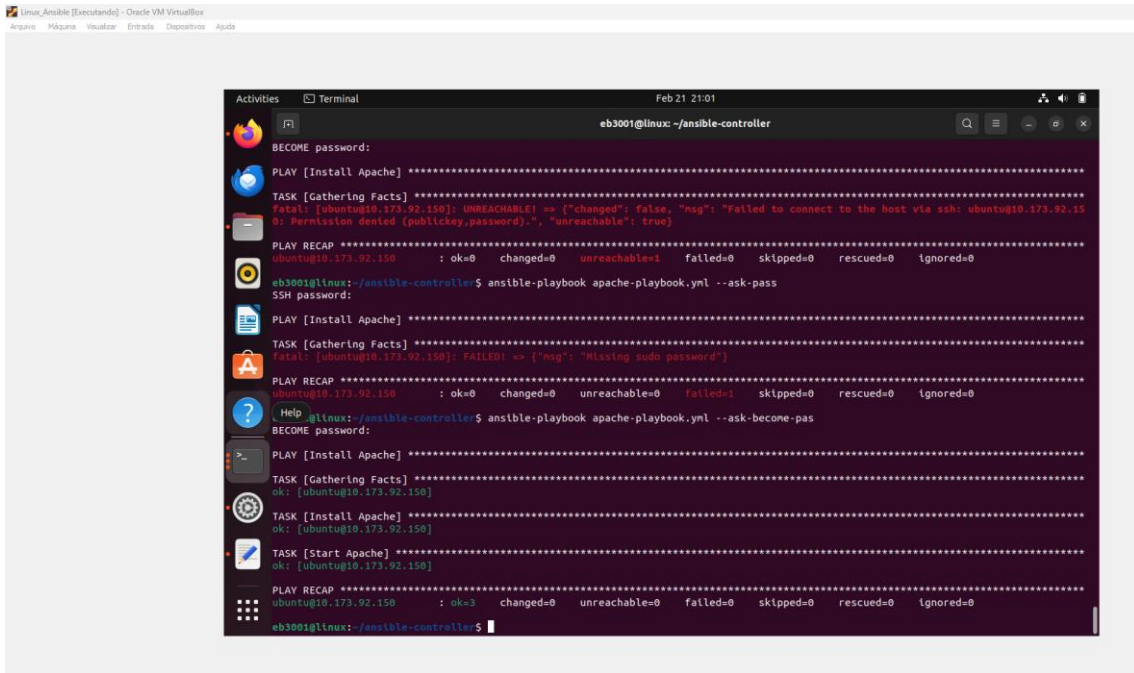 Linux_Ansible [Executando] - Oracle VM VirtualBox
Arquivo Máquina Visualizar Entrada Dispositivos Ajuda
Activities Terminal Feb 21 21:01
eb3001@linux: ~/ansible-controller
BECOME password:
PLAY [Install Apache] ****************************************************************************************************************
TASK [Gathering Facts] ***************************************************************************************************************
fatal: [ubuntu@10.173.92.150]: UNREACHABLE! => {"changed": false, "msg": "Failed to connect to the host via ssh: ubuntu@10.173.92.15
0: Permission denied (publickey,password).", "unreachable": true}
PLAY RECAP ***************************************************************************************************************************
ubuntu@10.173.92.150 : ok=0 changed=0 unreachable=1 failed=0 skipped=0 rescued=0 ignored=0
eb3001@linux:~/ansible-controller$ ansible-playbook apache-playbook.yml --ask-pass
SSH password:
PLAY [Install Apache] ****************************************************************************************************************
TASK [Gathering Facts] ***************************************************************************************************************
fatal: [ubuntu@10.173.92.150]: FAILED! => {"msg": "Missing sudo password"}
PLAY RECAP ***************************************************************************************************************************
ubuntu@10.173.92.150 : ok=0 changed=0 unreachable=0 failed=1 skipped=0 rescued=0 ignored=0
Help @linux:~/ansible-controller$ ansible-playbook apache-playbook.yml --ask-become-pas
BECOME password:
PLAY [Install Apache] ****************************************************************************************************************
TASK [Gathering Facts] ***************************************************************************************************************
ok: [ubuntu@10.173.92.150]
TASK [Install Apache] ****************************************************************************************************************
ok: [ubuntu@10.173.92.150]
TASK [Start Apache] ******************************************************************************************************************
ok: [ubuntu@10.173.92.150]
PLAY RECAP ***************************************************************************************************************************
ubuntu@10.173.92.150 : ok=3 changed=0 unreachable=0 failed=0 skipped=0 rescued=0 ignored=0
eb3001@linux:~/ansible-controller$